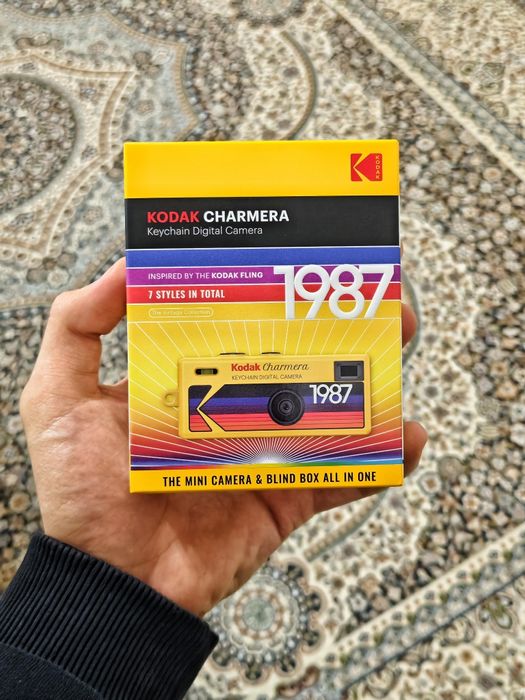 KODAK
KODAK CHARMERA
Keychain Digital Camera
INSPIRED BY THE KODAK FLING
7 STYLES IN TOTAL
1987
The Vintage Collection
Kodak Charmera
KEYCHAIN DIGITAL CAMERA
1987
THE MINI CAMERA & BLIND BOX ALL IN ONE